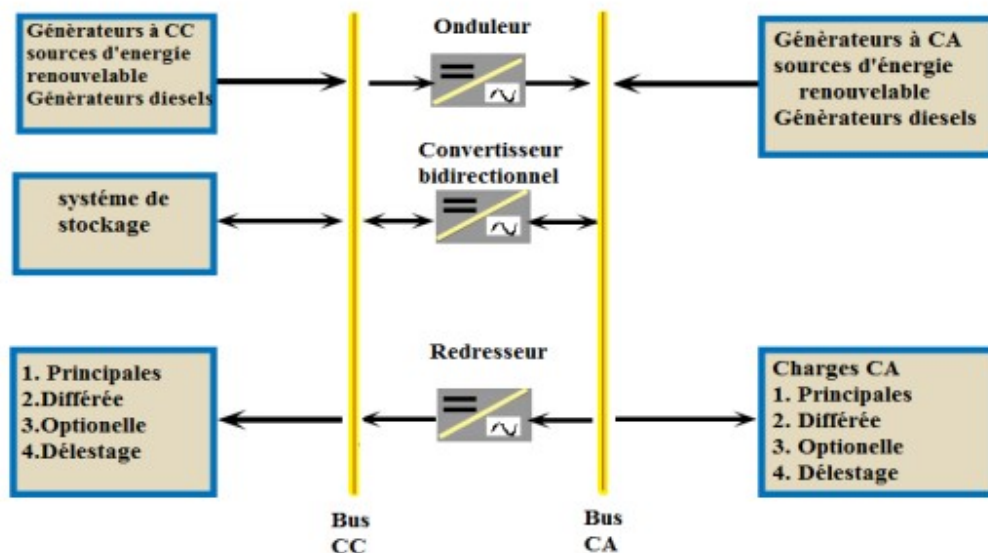 Génèrateurs à CC
sources d'energie
renouvelable
Génèrateurs diesels
Onduleur
Génèrateurs à CA
sources d'énergie
renouvelable
Génèrateurs diesels
Convertisseur
bidirectionnel
systéme de
stockage
Redresseur
1. Principales
2.Différée
3.Optionelle
4.Délestage
Charges CA
1. Principales
2. Différée
3. Optionelle
4. Délestage
Bus
CC
Bus
CA